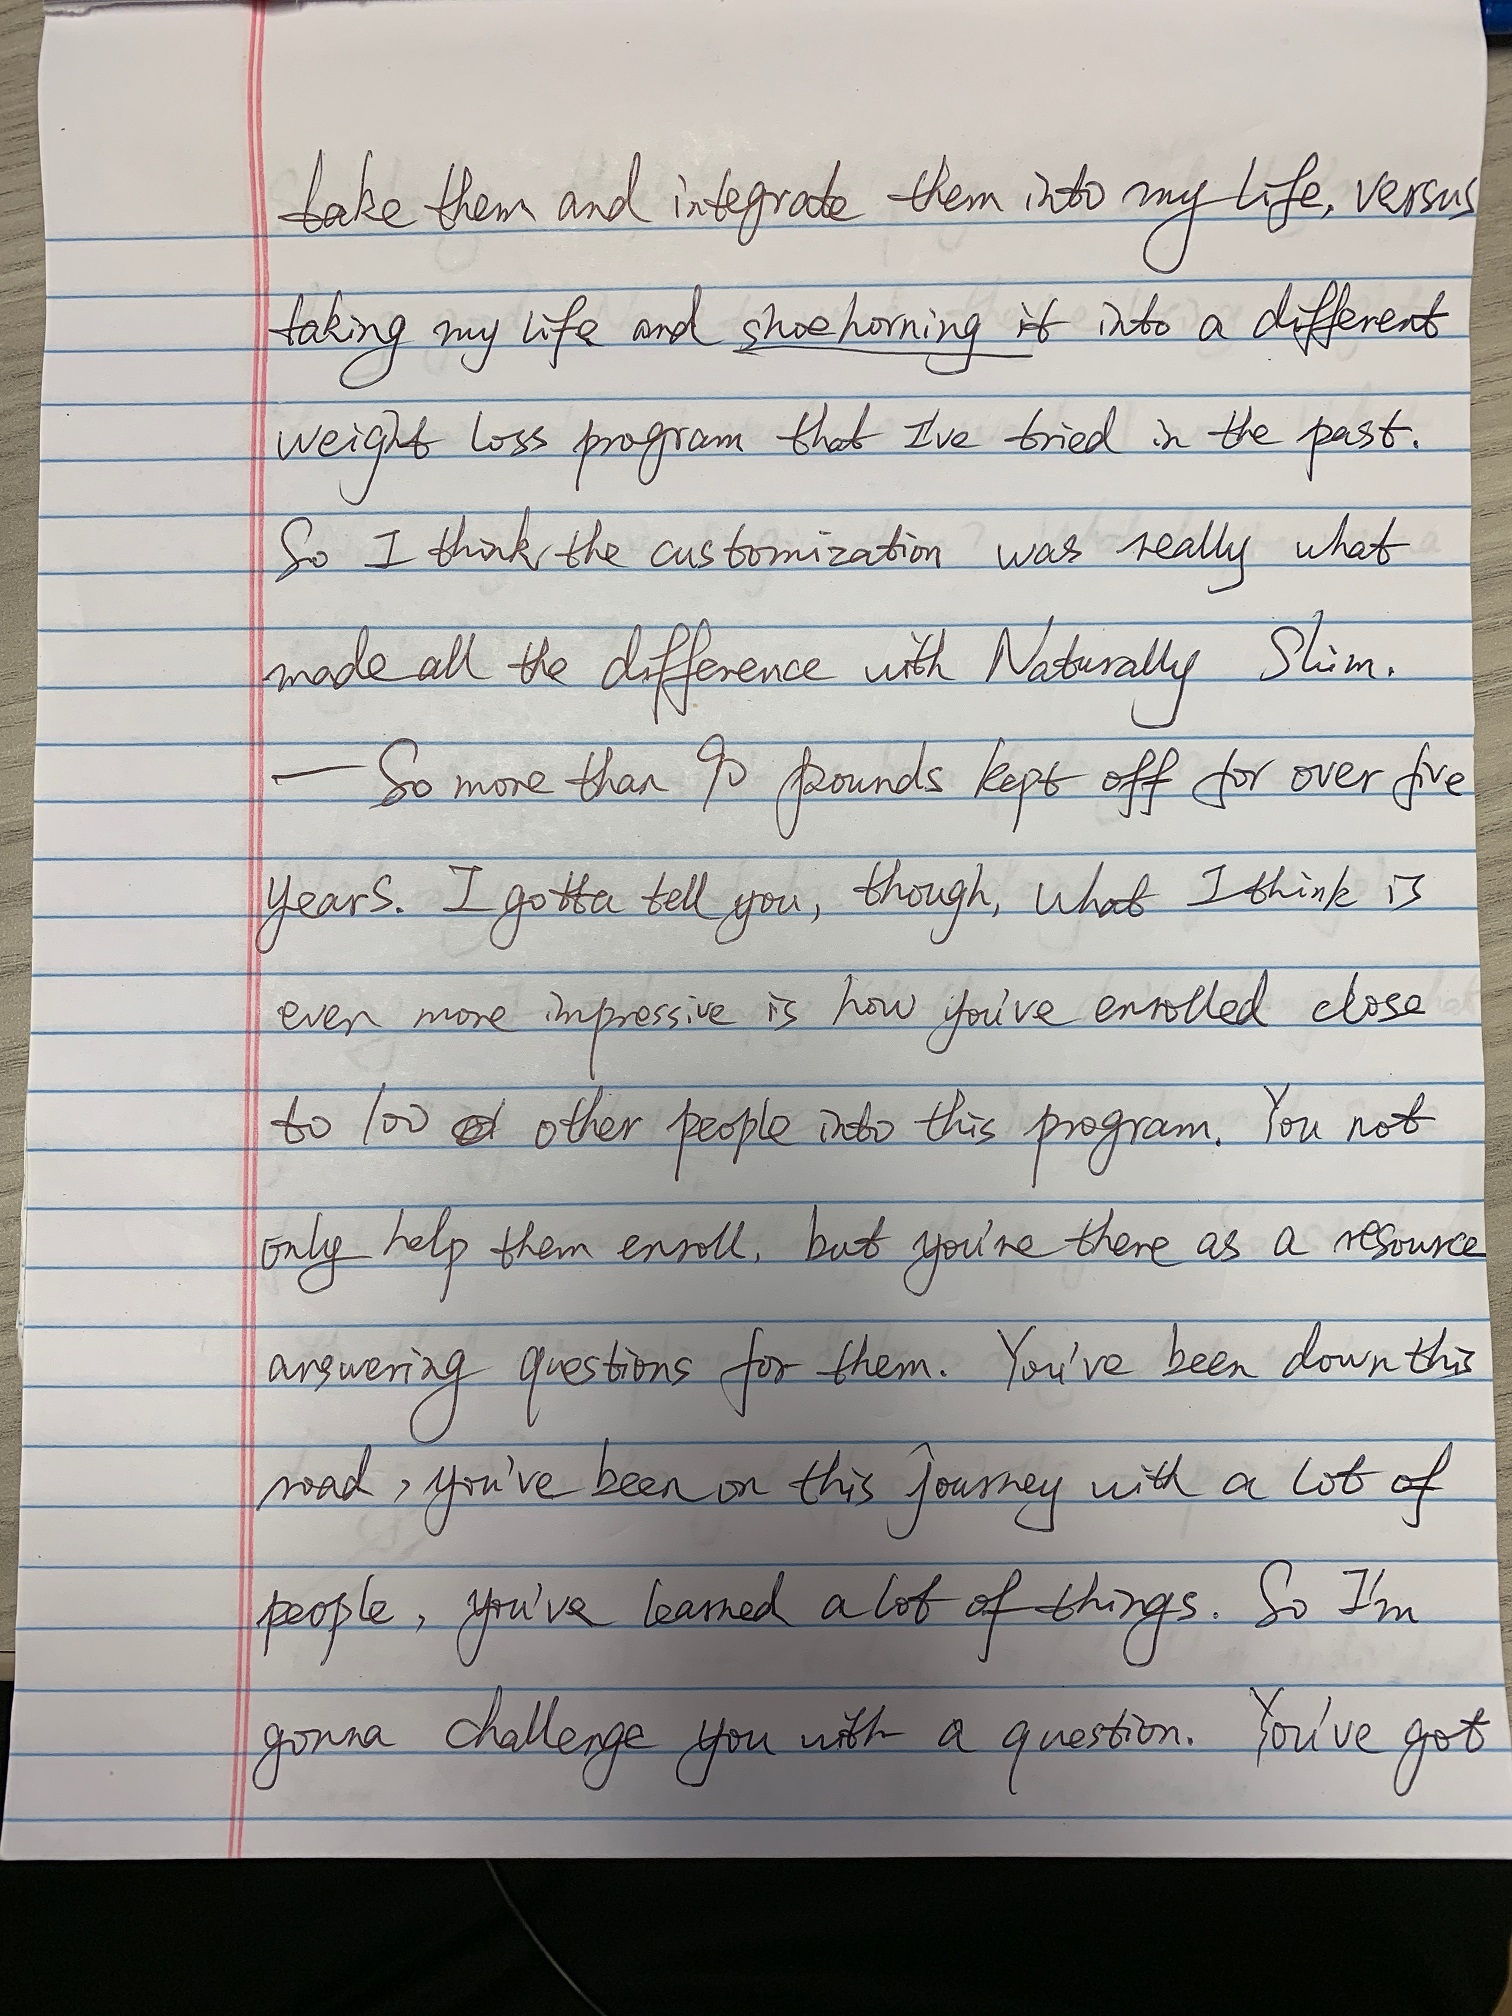 take them and integrate them into my life, versus
taking my life and shoehorning it into a different
weight loss program that I've tried in the past.
So I think the customization was really what
made all the difference with Naturally Slim.
— So more than 90 pounds kept off for over five
years. I gotta tell you, though, what I think is
even more impressive is how you've enrolled close
to 100 other people into this program. You not
only help them enroll, but you're there as a resource
answering questions for them. You've been down this
road, you've been on this journey with a lot of
people, you've learned a lot of things. So I'm
gonna challenge you with a question. You've got